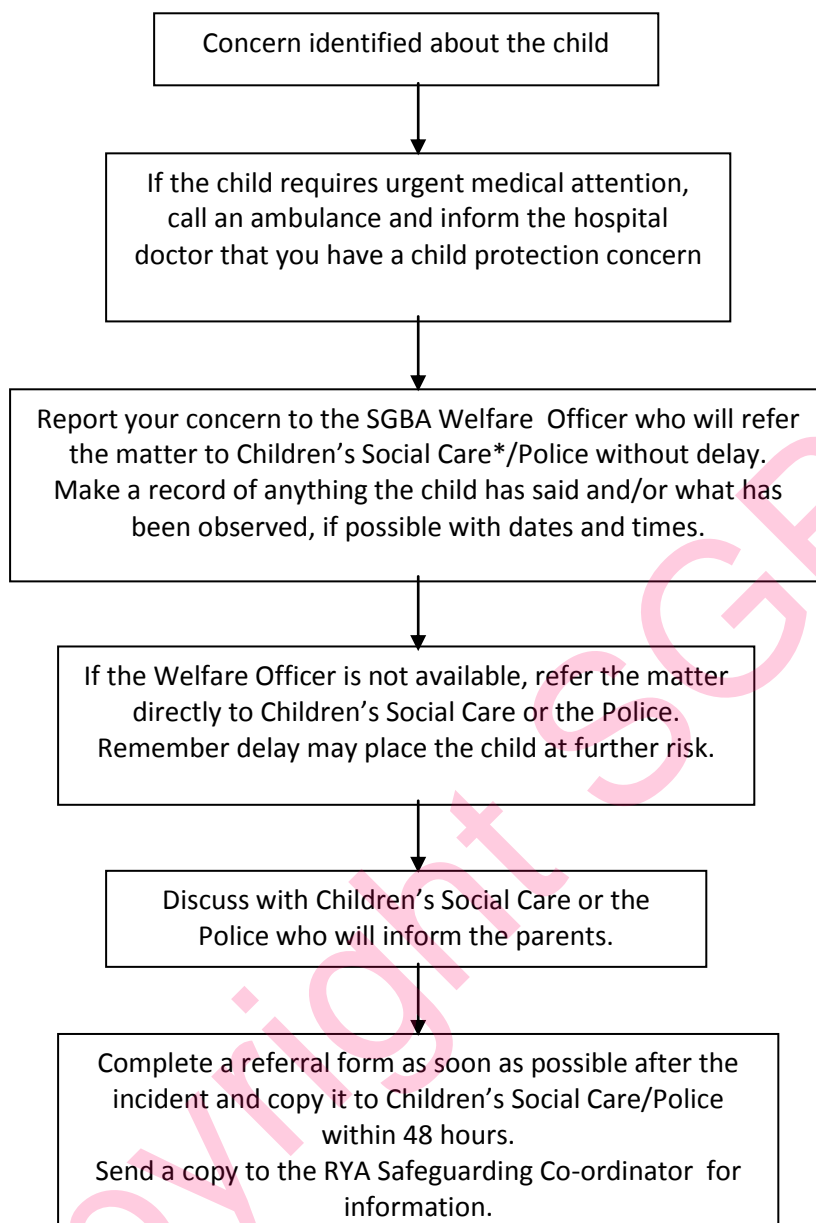 Concern identified about the child
If the child requires urgent medical attention,
call an ambulance and inform the hospital
doctor that you have a child protection concern
Report your concern to the SGBA Welfare  Officer who will refer
the matter to Children’s Social Care*/Police without delay.
Make a record of anything the child has said and/or what has
been observed, if possible with dates and times.
If the Welfare Officer is not available, refer the matter
directly to Children’s Social Care or the Police.
Remember delay may place the child at further risk.
Discuss with Children’s Social Care or the
Police who will inform the parents.
Complete a referral form as soon as possible after the
incident and copy it to Children’s Social Care/Police
within 48 hours.
Send a copy to the RYA Safeguarding Co-ordinator  for
information.